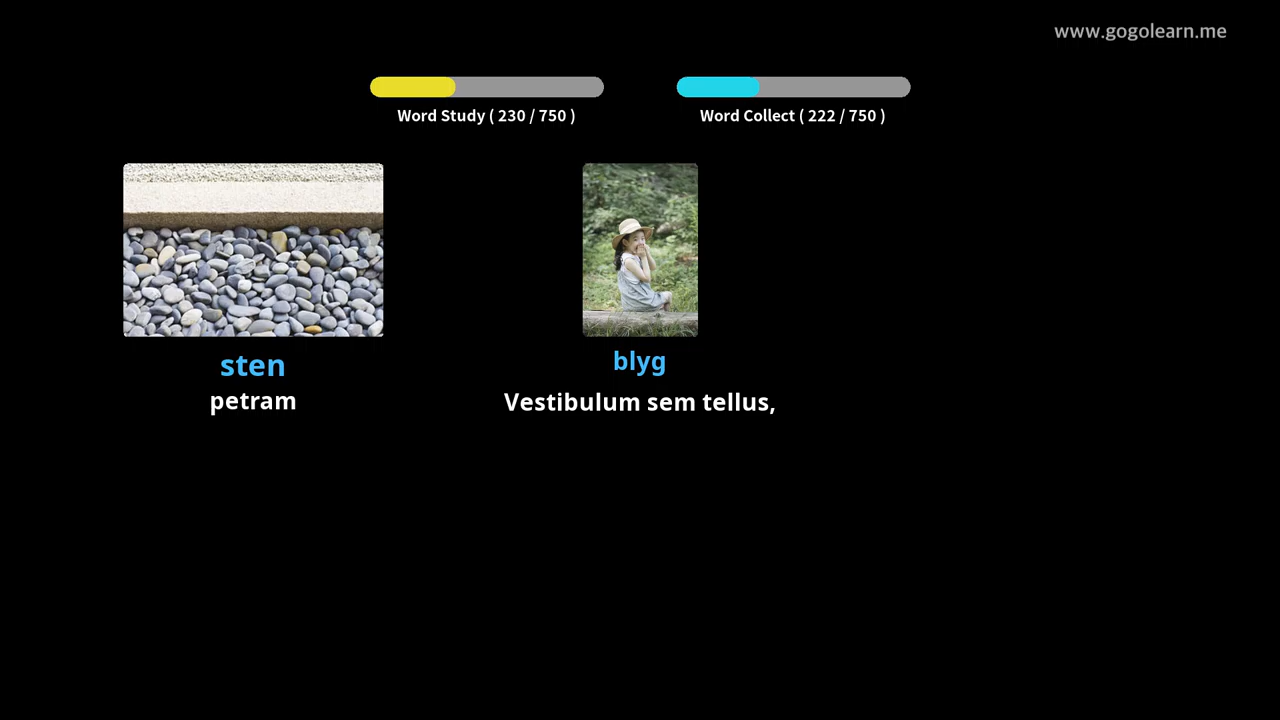 www.gogolearn.me
Word Study ( 230 / 750 )
Word Collect ( 222 / 750 )
sten
petram
blyg
Vestibulum sem tellus,